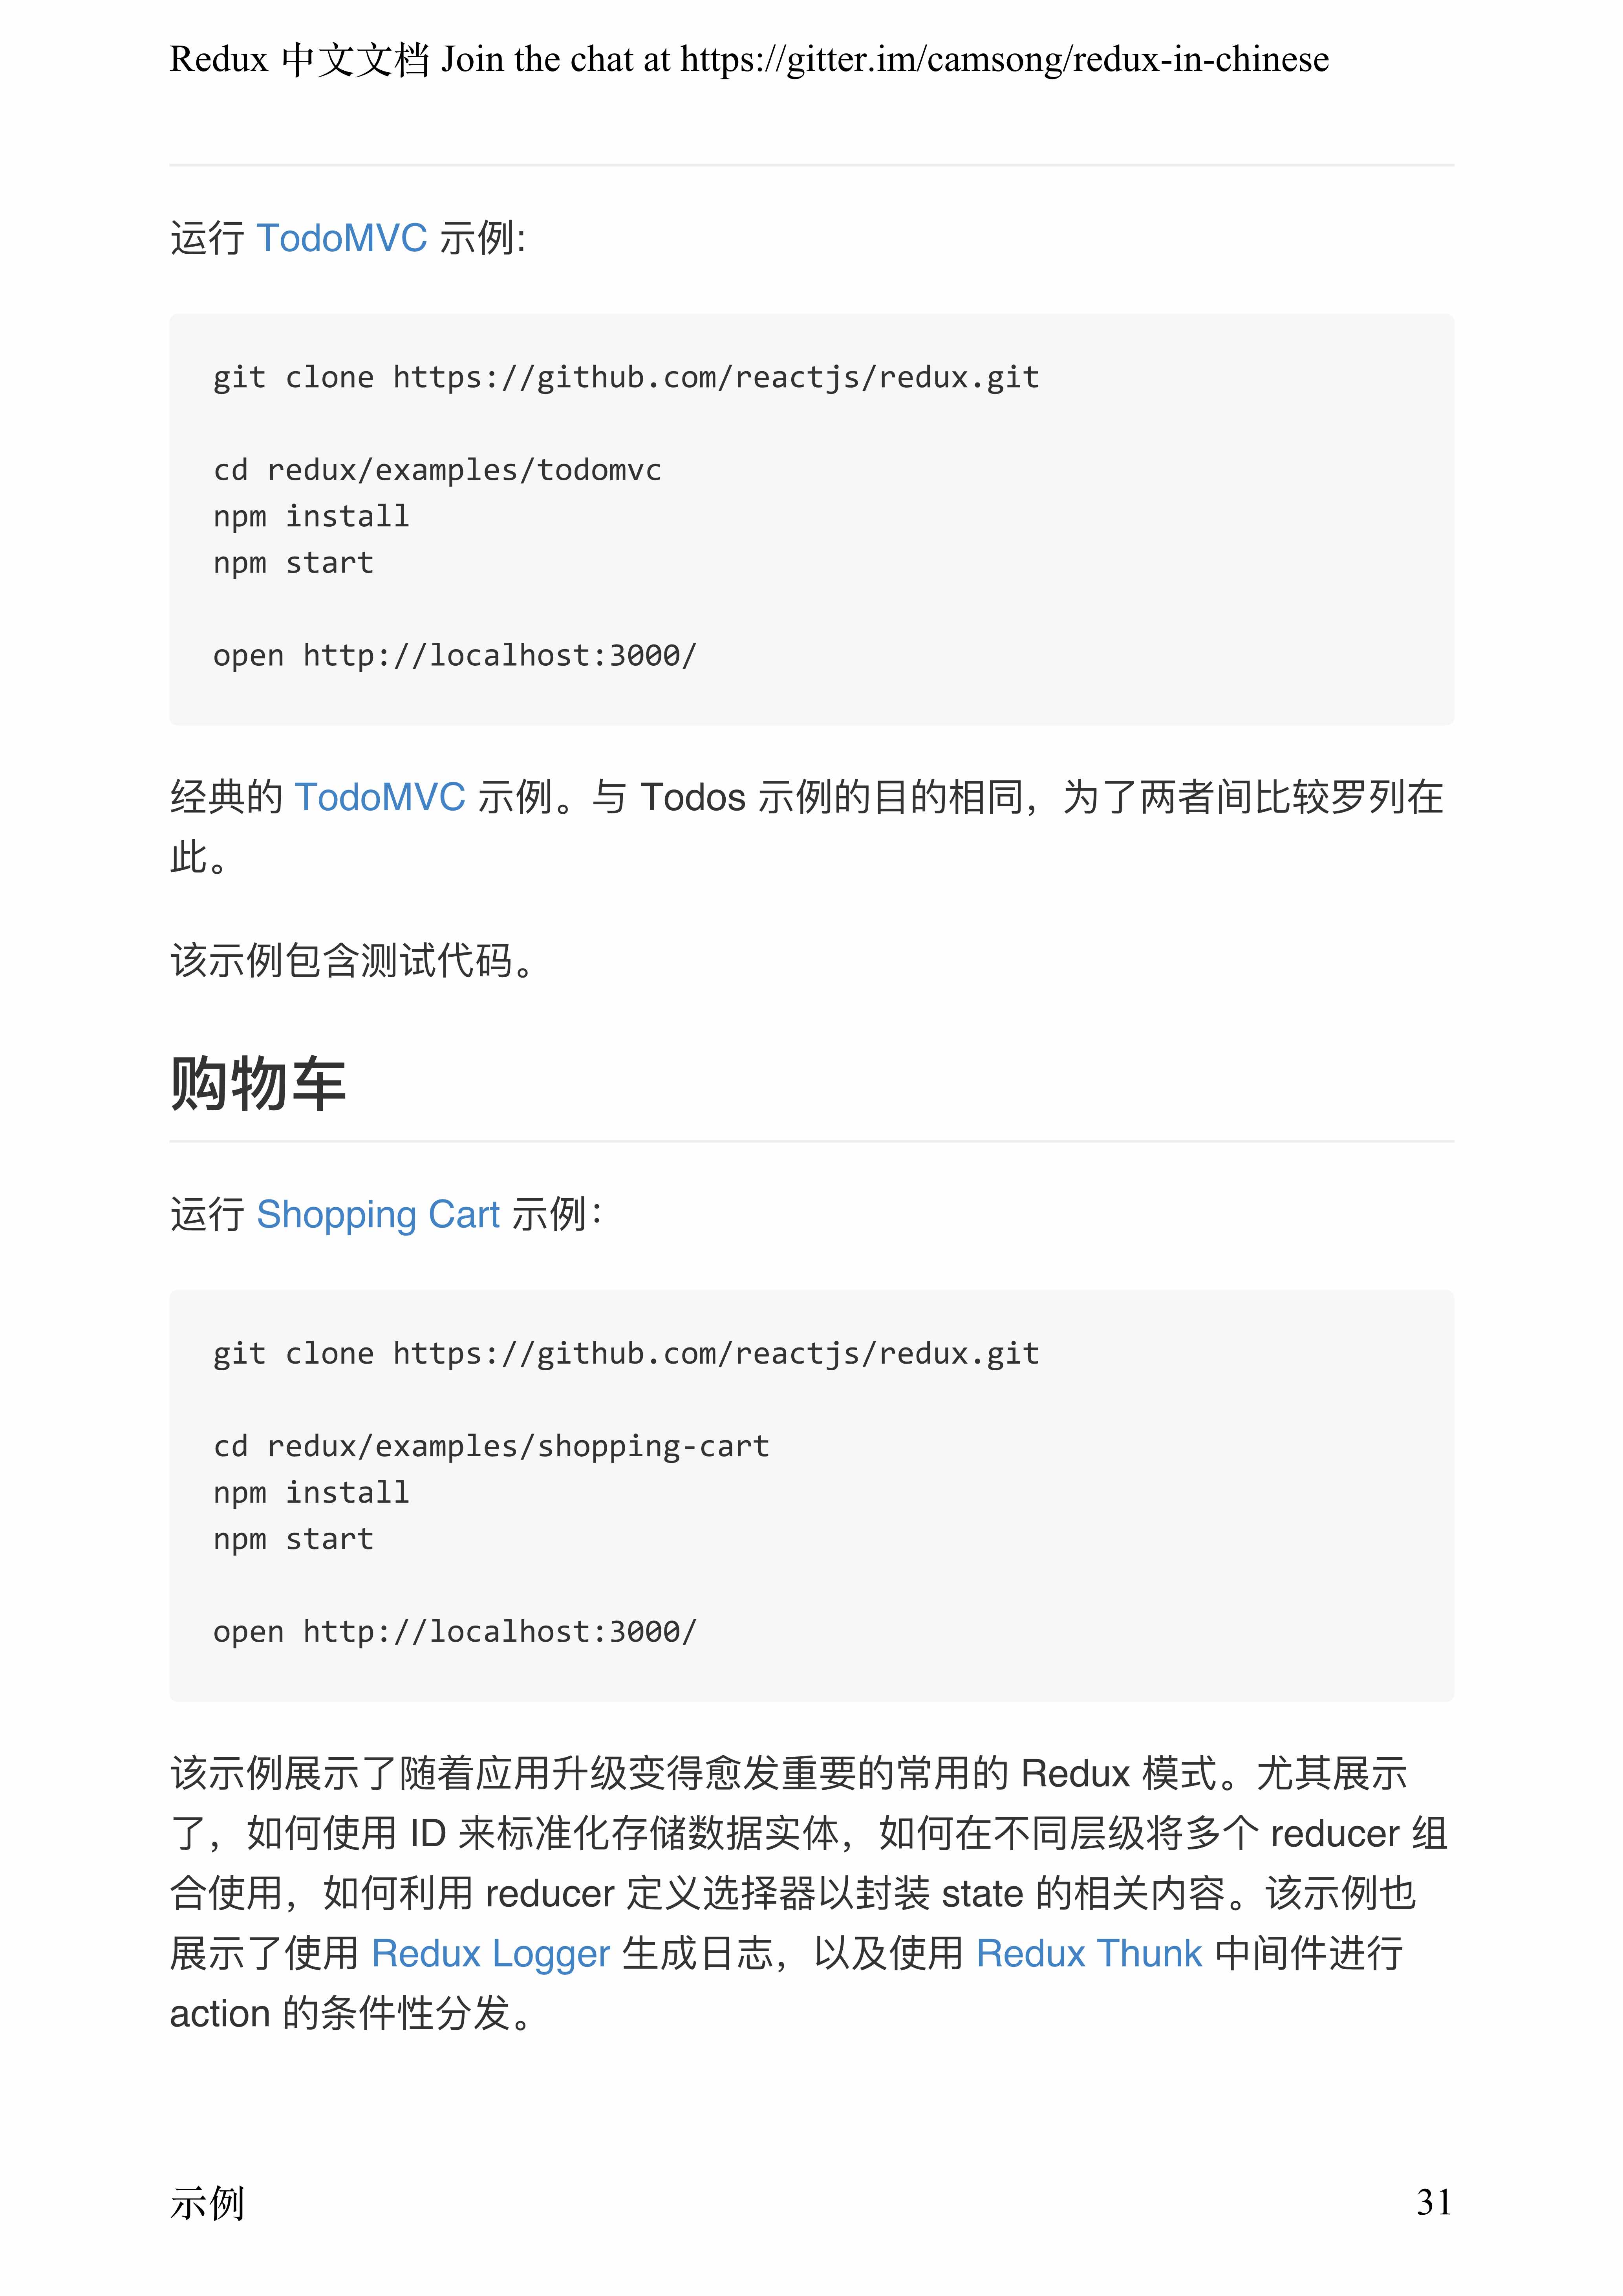 Redux 中文文档 Join the chat at https://gitter.im/camsong/redux-in-chinese
运行 TodoMVC 示例:
git clone https://github.com/reactjs/redux.git
cd redux/examples/todomvc
npm install
npm start
open http://localhost:3000/
经典的 TodoMVC 示例。与 Todos 示例的目的相同，为了两者间比较罗列在
此。
该示例包含测试代码。
购物车
运行 Shopping Cart 示例：
git clone https://github.com/reactjs/redux.git
cd redux/examples/shopping-cart
npm install
npm start
open http://localhost:3000/
该示例展示了随着应用升级变得愈发重要的常用的 Redux 模式。尤其展示
了，如何使用 ID 来标准化存储数据实体，如何在不同层级将多个 reducer 组
合使用，如何利用 reducer 定义选择器以封装 state 的相关内容。该示例也
展示了使用 Redux Logger 生成日志，以及使用 Redux Thunk 中间件进行
action 的条件性分发。
示例
31